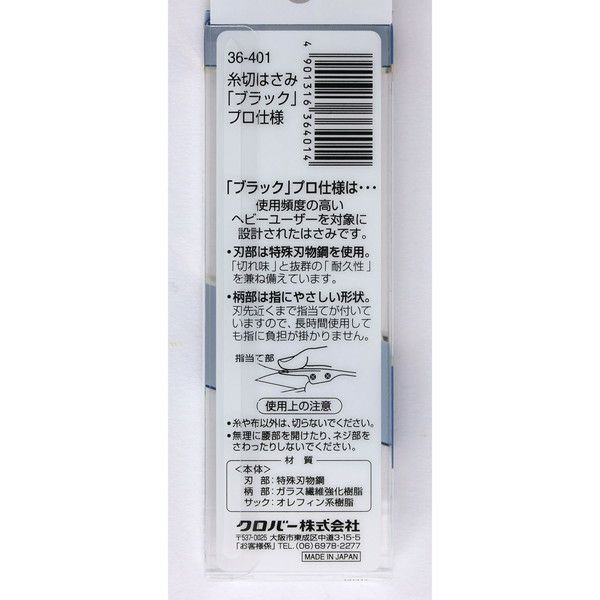 36-401
糸切はさみ
「ブラック」
プロ仕様
4 901316 364014
「ブラック」プロ仕様は・・・
使用頻度の高い
ヘビーユーザーを対象に
設計されたはさみです。
・刃部は特殊刃物鋼を使用。
「切れ味」と抜群の「耐久性」
を兼ね備えています。
・柄部は指にやさしい形状。
刃先近くまで指当てが付いて
いますので、長時間使用して
も指に負担が掛かりません。
指当て部
使用上の注意
・糸や布以外は、切らないでください。
・無理に腰部を開けたり、ネジ部を
さわったりしないでください。
材質
<本体>
刃部:特殊刃物鋼
柄部:ガラス繊維強化樹脂
サック:オレフィン系樹脂
クロバー株式会社
〒537-0025 大阪市東成区中道3-15-5
「お客様係」TEL.(06)6978-2277
MADE IN JAPAN